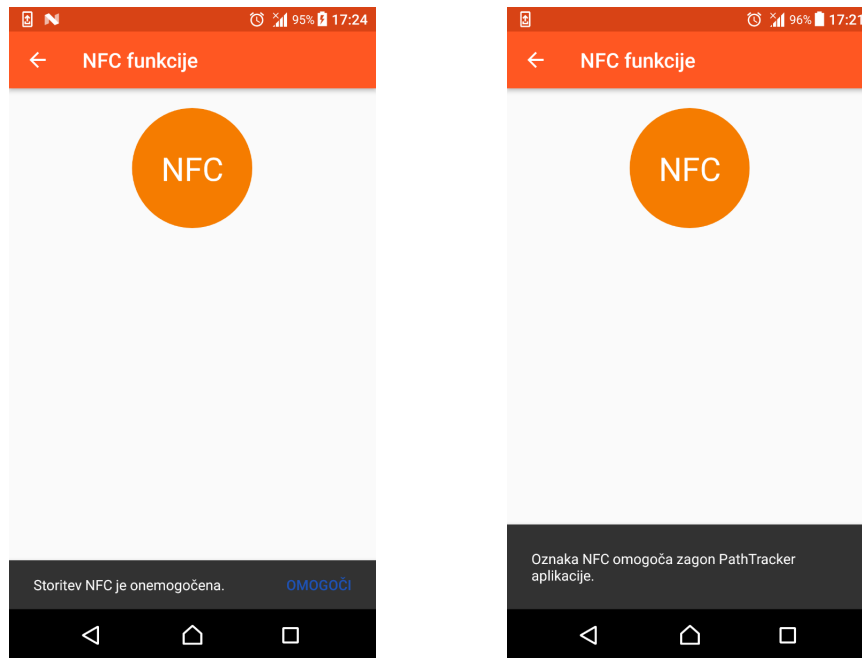 95% 17:24
NFC funkcije
NFC
Storitev NFC je onemogočena. OMOGOČI
96% 17:21
NFC funkcije
NFC
Oznaka NFC omogoča zagon PathTracker
aplikacije.